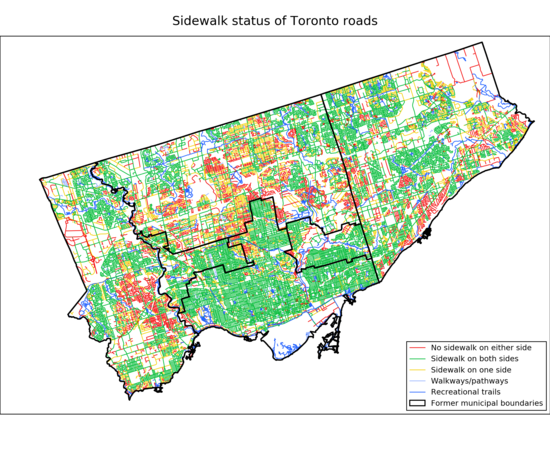 Sidewalk status of Toronto roads
No sidewalk on either side
Sidewalk on both sides
Sidewalk on one side
Walkways/pathways
Recreational trails
Former municipal boundaries